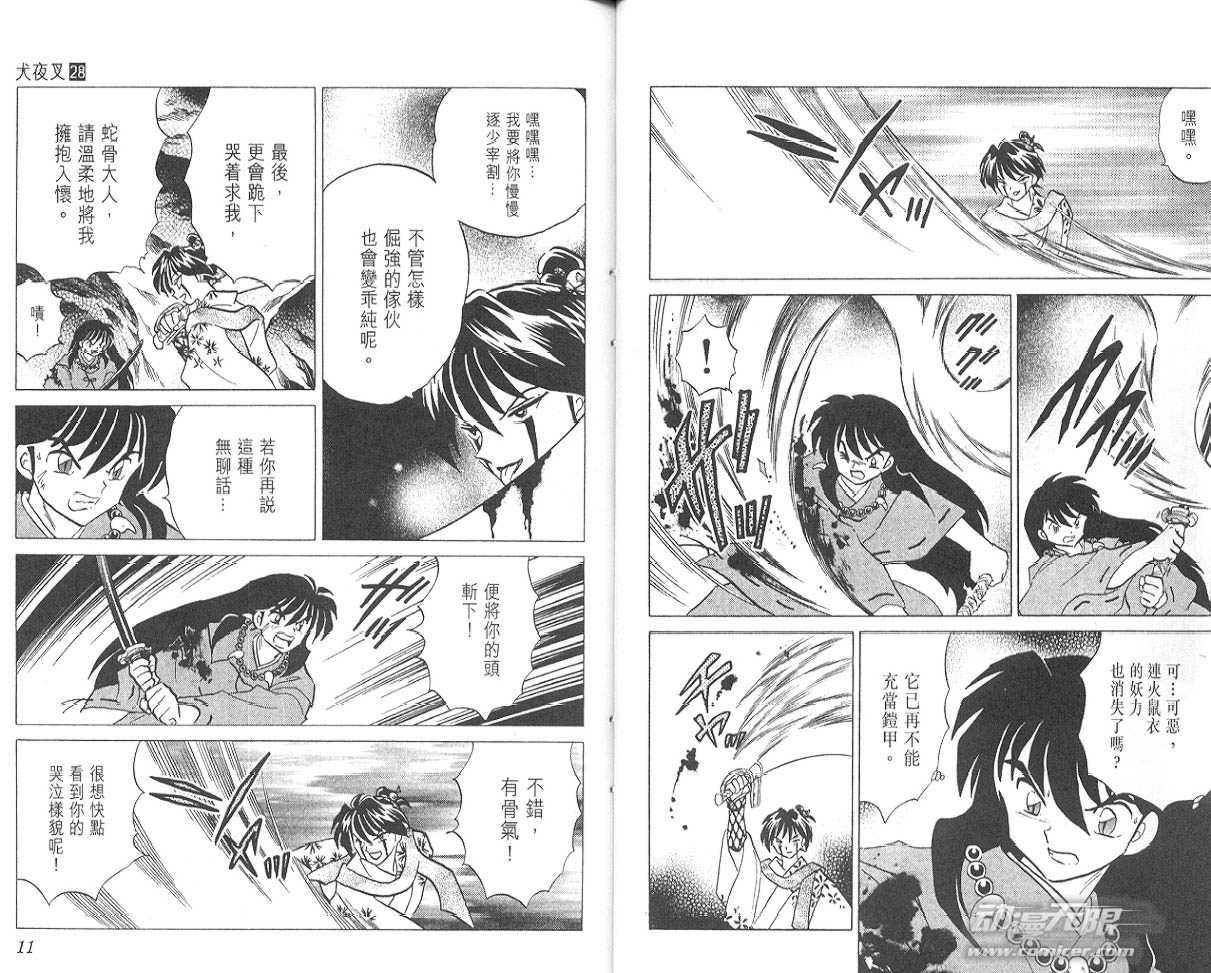 嘿嘿。
！
可…可惡，
連火鼠衣
的妖力
也消失了嗎？
它已再不能
充當鎧甲。
犬夜叉28
嘿嘿嘿…
我要將你慢慢
逐少宰割…
不管怎樣
倔強的傢伙
也會變乖純呢。
最後，
更會跪下
哭着求我，
蛇骨大人，
請溫柔地將我
擁抱入懷。
嘖！
若你再説
這種
無聊話…
便將你的頭
斬下！
不錯，
有骨氣！
很想快點
看到你的
哭泣樣貌呢！
11
动漫无限
www.comicer.com